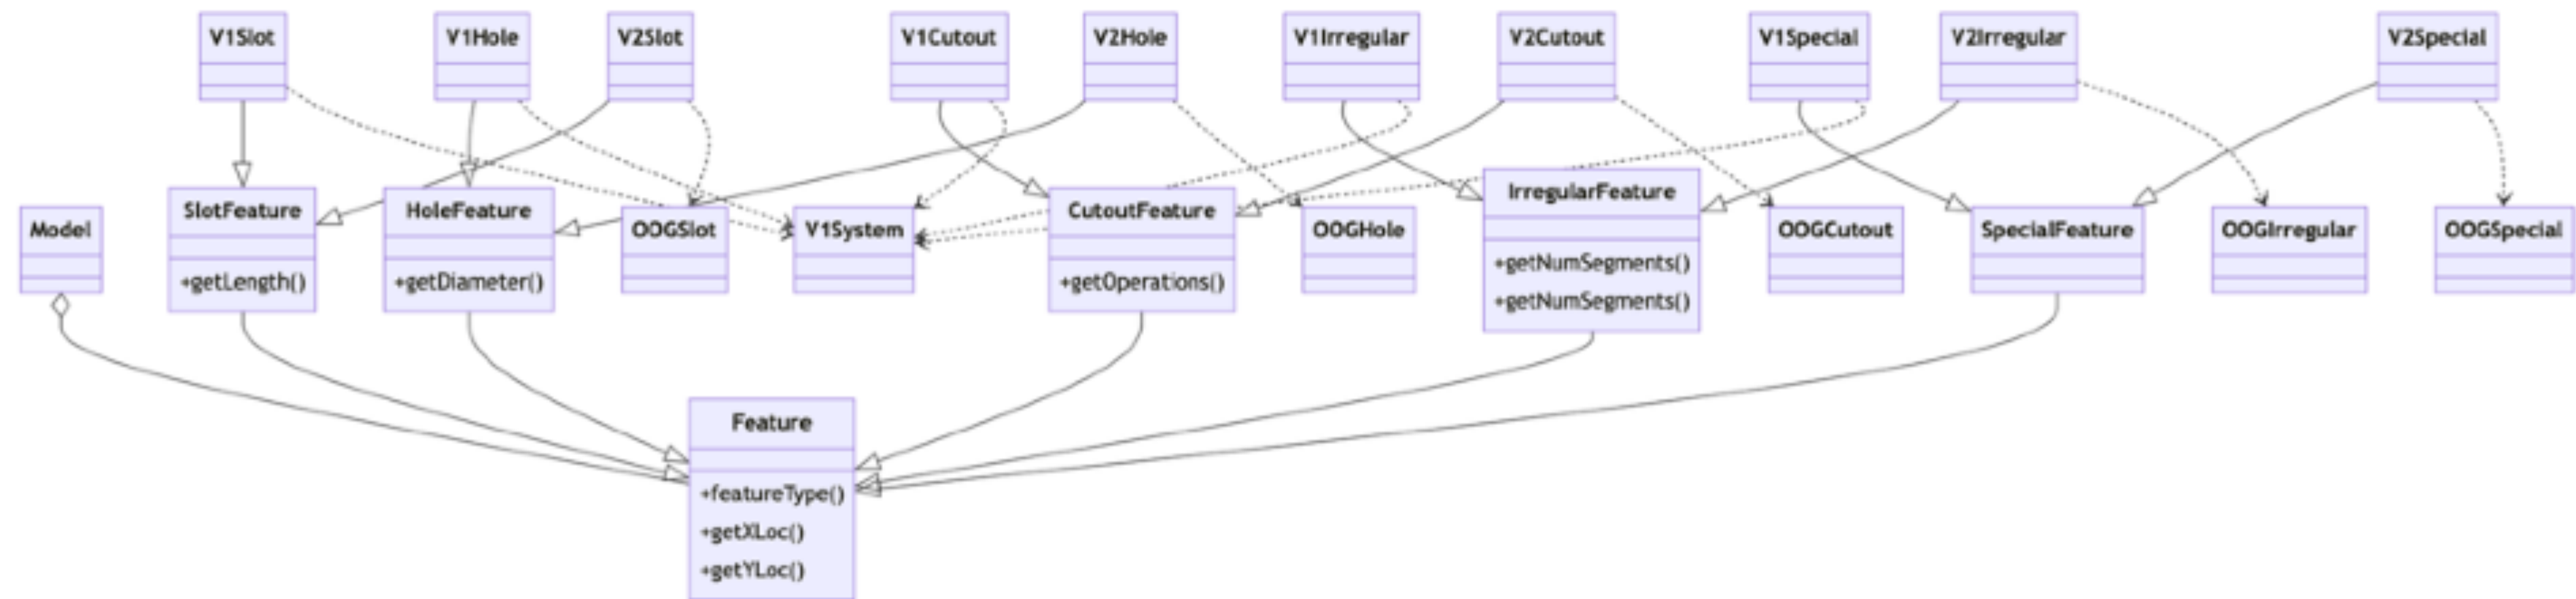 V1Slot
V1Hole
V2Slot
V1Cutout
V2Hole
V1Irregular
V2Cutout
V1Special
V2Irregular
V2Special
Model
SlotFeature
+getLength()
HoleFeature
+getDiameter()
OOGSlot
V1System
CutoutFeature
+getOperations()
OOGHole
IrregularFeature
+getNumSegments()
+getNumSegments()
OOGCutout
SpecialFeature
OOGIrregular
OOGSpecial
Feature
+featureType()
+getXLoc()
+getYLoc()